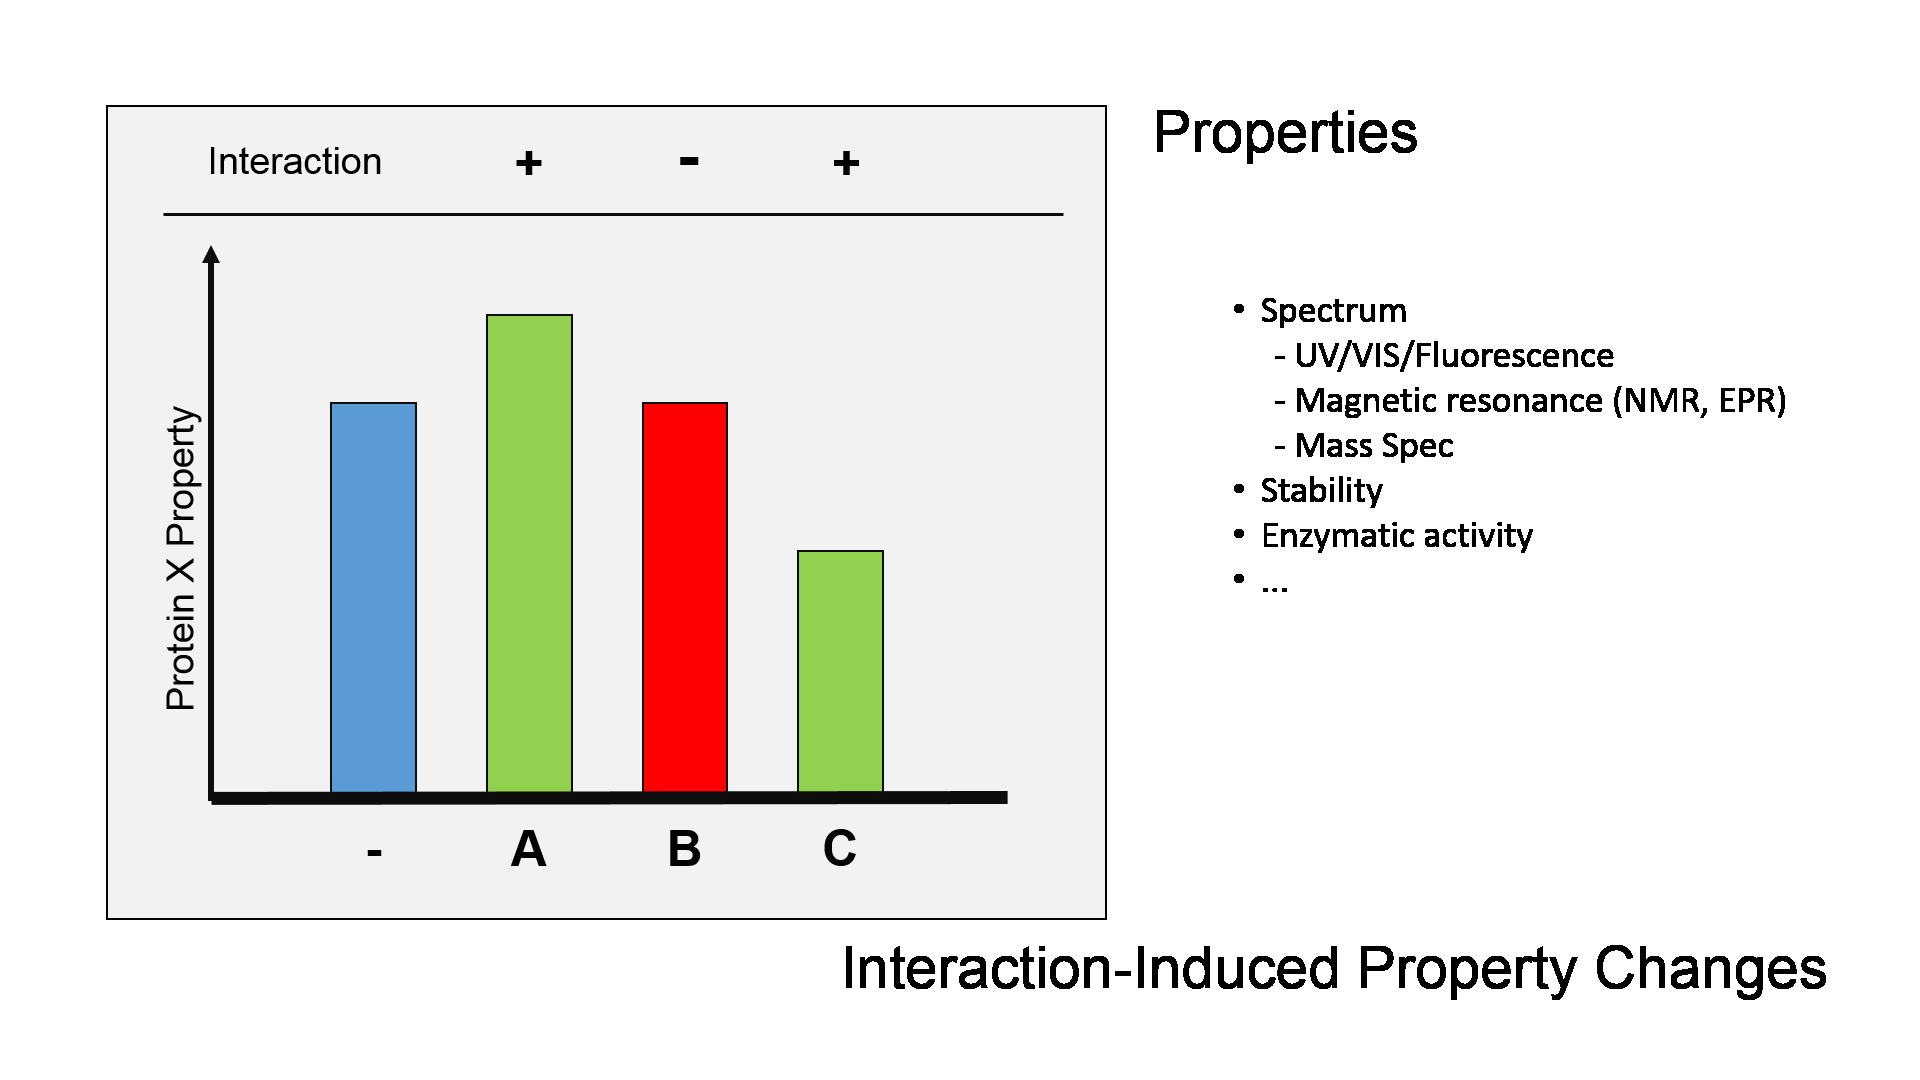 Interaction + - +
Protein X Property
- A B C
Properties
• Spectrum
- UV/VIS/Fluorescence
- Magnetic resonance (NMR, EPR)
- Mass Spec
• Stability
• Enzymatic activity
• ...
Interaction-Induced Property Changes